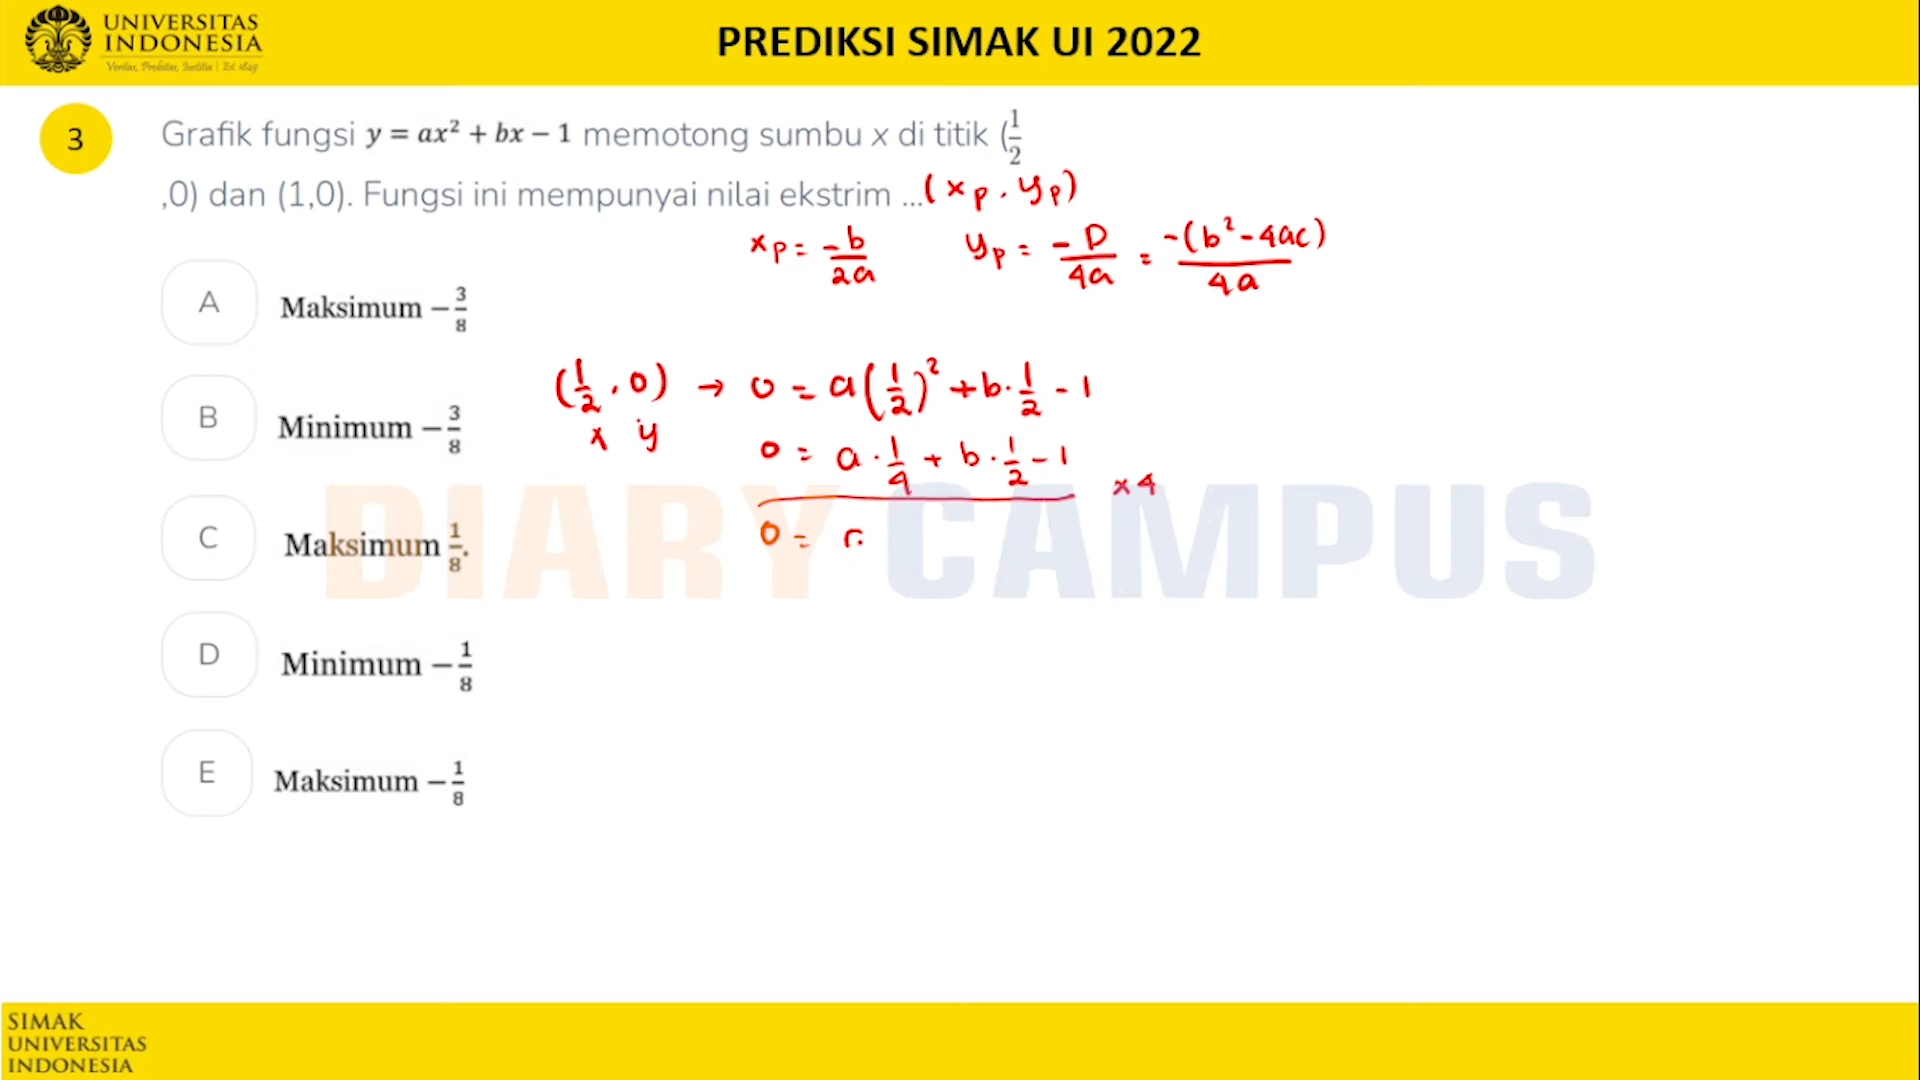 UNIVERSITAS
INDONESIA
Veritas, Probitas, Iustitia | Est. 1849
PREDIKSI SIMAK UI 2022
3
Grafik fungsi y = ax² + bx − 1 memotong sumbu x di titik (1/2
,0) dan (1,0). Fungsi ini mempunyai nilai ekstrim ... (xp, yp)
xp = -b/2a yp = -D/4a = -(b²-4ac)/4a
A Maksimum −3/8
(1/2, 0) → 0 = a(1/2)² + b·1/2 - 1
x y
B Minimum −3/8
0 = a·1/4 + b·1/2 - 1
×4
DIARY CAMPUS
0 =
C Maksimum 1/8.
D Minimum −1/8
E Maksimum −1/8
SIMAK
UNIVERSITAS
INDONESIA